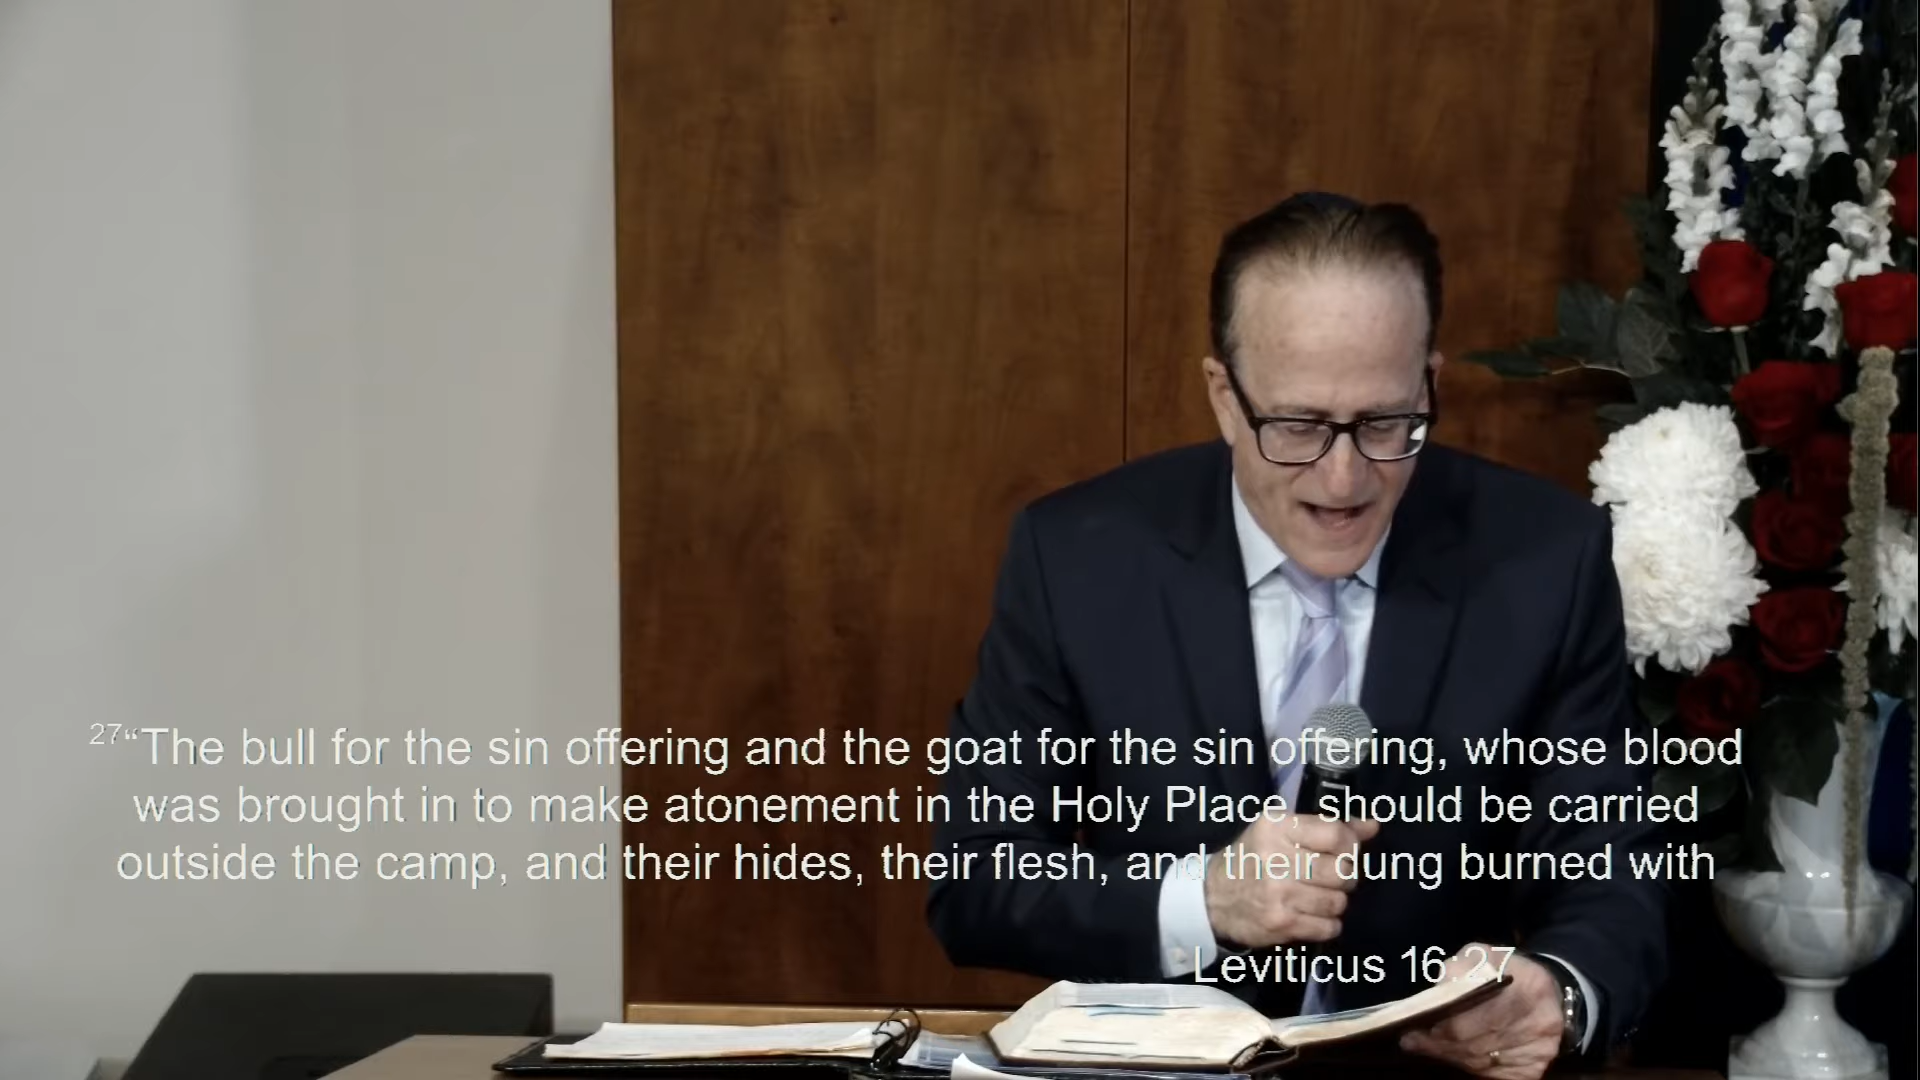 27“The bull for the sin offering and the goat for the sin offering, whose blood
was brought in to make atonement in the Holy Place, should be carried
outside the camp, and their hides, their flesh, and their dung burned with
Leviticus 16:27